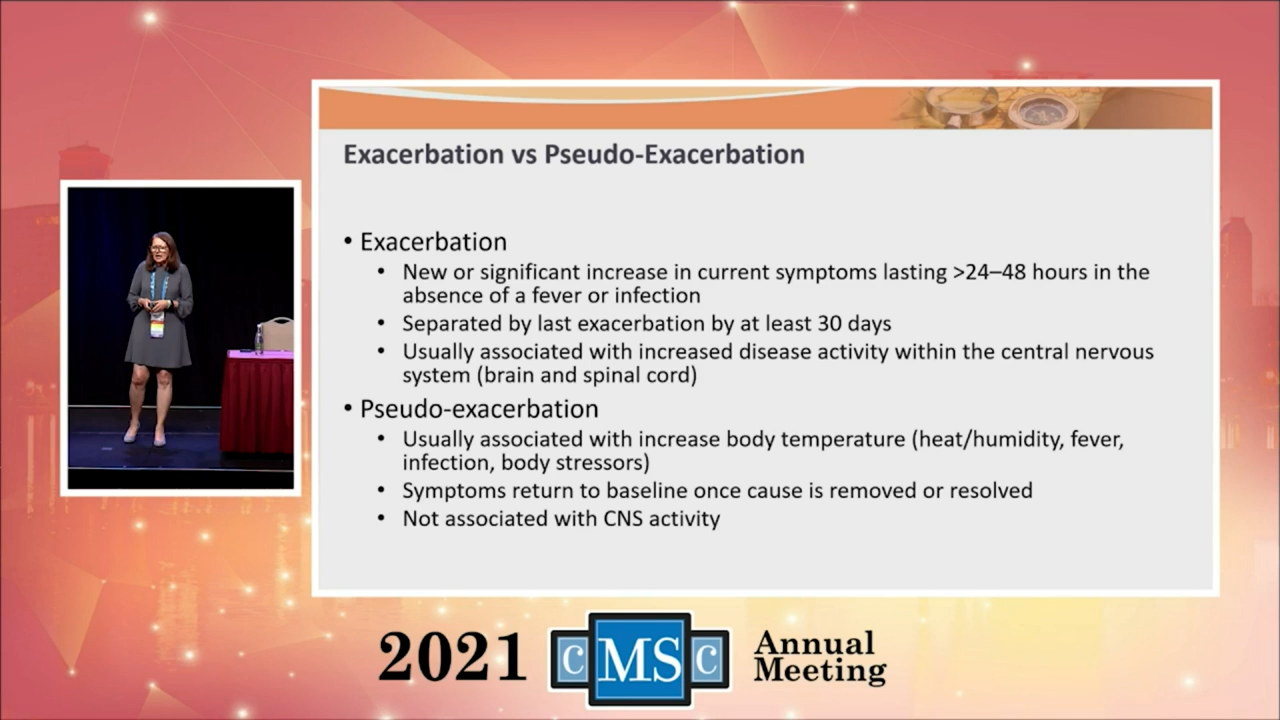 Exacerbation vs Pseudo-Exacerbation
• Exacerbation
• New or significant increase in current symptoms lasting >24–48 hours in the
absence of a fever or infection
• Separated by last exacerbation by at least 30 days
• Usually associated with increased disease activity within the central nervous
system (brain and spinal cord)
• Pseudo-exacerbation
• Usually associated with increase body temperature (heat/humidity, fever,
infection, body stressors)
• Symptoms return to baseline once cause is removed or resolved
• Not associated with CNS activity
2021 CMSC Annual
Meeting